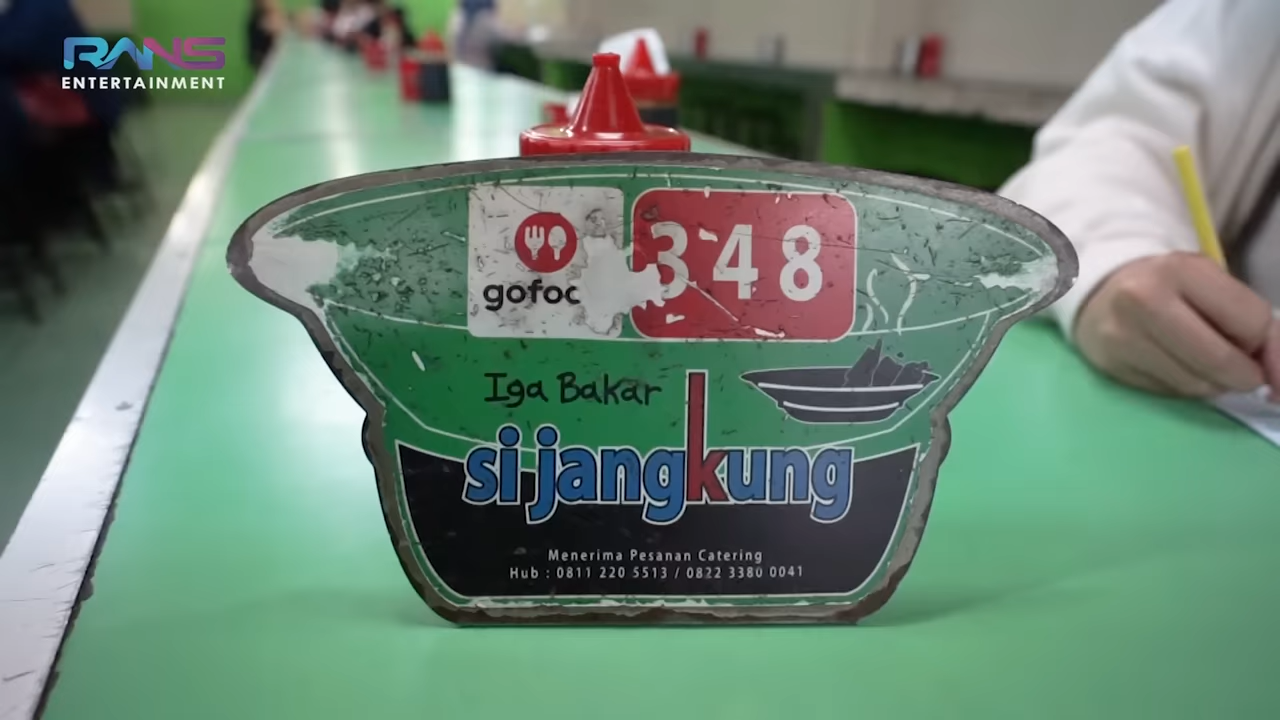 RANS
ENTERTAINMENT
gofoc
348
Iga Bakar
si jangkung
Menerima Pesanan Catering
Hub : 0811 220 5513 / 0822 3380 0041